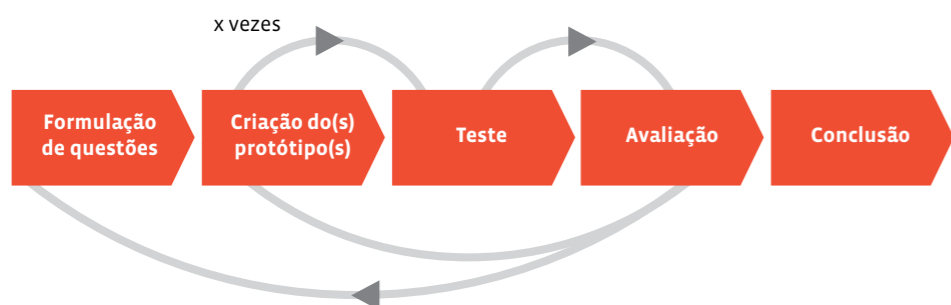 x vezes
Formulação
de questões
Criação do(s)
protótipo(s)
Teste
Avaliação
Conclusão